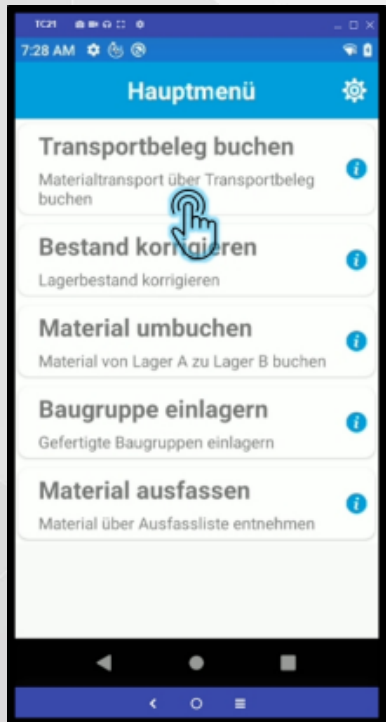 TC21
7:28 AM
Hauptmenü
Transportbeleg buchen
Materialtransport über Transportbeleg
buchen
Bestand korrigieren
Lagerbestand korrigieren
Material umbuchen
Material von Lager A zu Lager B buchen
Baugruppe einlagern
Gefertigte Baugruppen einlagern
Material ausfassen
Material über Ausfassliste entnehmen